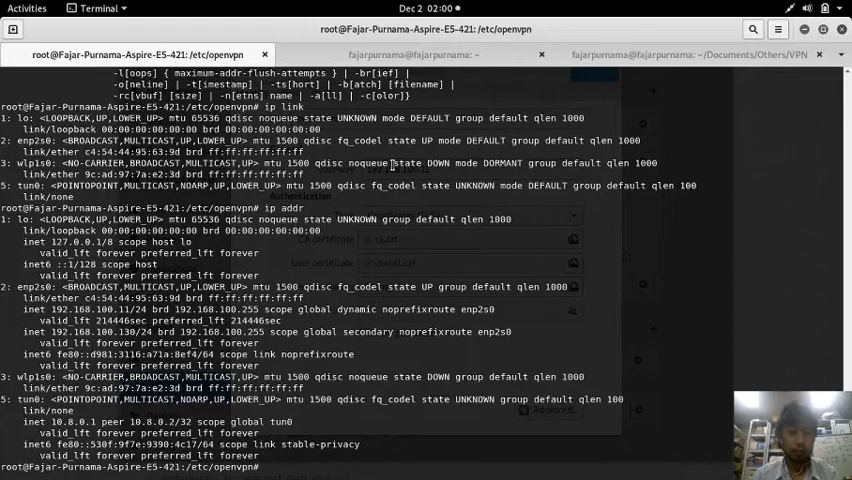 Activities
Terminal
Dec 2 02:00
root@Fajar-Purnama-Aspire-E5-421: /etc/openvpn
root@Fajar-Purnama-Aspire-E5-421: /etc/openvpn
fajarpurnama@fajarpurnama: ~
fajarpurnama@fajarpurnama: ~/Documents/Others/VPN
-l[oops] { maximum-addr-flush-attempts } | -br[ief] |
-o[neline] | -t[imestamp] | -ts[hort] | -b[atch] [filename] |
-rc[vbuf] [size] | -n[etns] name | -a[ll] | -c[olor]}
root@Fajar-Purnama-Aspire-E5-421:/etc/openvpn# ip link
1: lo: <LOOPBACK,UP,LOWER_UP> mtu 65536 qdisc noqueue state UNKNOWN mode DEFAULT group default qlen 1000
link/loopback 00:00:00:00:00:00 brd 00:00:00:00:00:00
2: enp2s0: <BROADCAST,MULTICAST,UP,LOWER_UP> mtu 1500 qdisc fq_codel state UP mode DEFAULT group default qlen 1000
link/ether c4:54:44:95:63:9d brd ff:ff:ff:ff:ff:ff
3: wlp1s0: <NO-CARRIER,BROADCAST,MULTICAST,UP> mtu 1500 qdisc noqueue state DOWN mode DORMANT group default qlen 1000
link/ether 9c:ad:97:7a:e2:3d brd ff:ff:ff:ff:ff:ff
5: tun0: <POINTOPOINT,MULTICAST,NOARP,UP,LOWER_UP> mtu 1500 qdisc fq_codel state UNKNOWN mode DEFAULT group default qlen 100
link/none
root@Fajar-Purnama-Aspire-E5-421:/etc/openvpn# ip addr
1: lo: <LOOPBACK,UP,LOWER_UP> mtu 65536 qdisc noqueue state UNKNOWN group default qlen 1000
link/loopback 00:00:00:00:00:00 brd 00:00:00:00:00:00
inet 127.0.0.1/8 scope host lo
valid_lft forever preferred_lft forever
inet6 ::1/128 scope host
valid_lft forever preferred_lft forever
2: enp2s0: <BROADCAST,MULTICAST,UP,LOWER_UP> mtu 1500 qdisc fq_codel state UP group default qlen 1000
link/ether c4:54:44:95:63:9d brd ff:ff:ff:ff:ff:ff
inet 192.168.100.11/24 brd 192.168.100.255 scope global dynamic noprefixroute enp2s0
valid_lft 214446sec preferred_lft 214446sec
inet 192.168.100.130/24 brd 192.168.100.255 scope global secondary noprefixroute enp2s0
valid_lft forever preferred_lft forever
inet6 fe80::d981:3116:a71a:8ef4/64 scope link noprefixroute
valid_lft forever preferred_lft forever
3: wlp1s0: <NO-CARRIER,BROADCAST,MULTICAST,UP> mtu 1500 qdisc noqueue state DOWN group default qlen 1000
link/ether 9c:ad:97:7a:e2:3d brd ff:ff:ff:ff:ff:ff
5: tun0: <POINTOPOINT,MULTICAST,NOARP,UP,LOWER_UP> mtu 1500 qdisc fq_codel state UNKNOWN group default qlen 100
link/none
inet 10.8.0.1 peer 10.8.0.2/32 scope global tun0
valid_lft forever preferred_lft forever
inet6 fe80::530f:9f7e:9390:4c17/64 scope link stable-privacy
valid_lft forever preferred_lft forever
root@Fajar-Purnama-Aspire-E5-421:/etc/openvpn#
Gateway
Authentication
CA certificate
ca.crt
User certificate
client1.crt
Advanced...